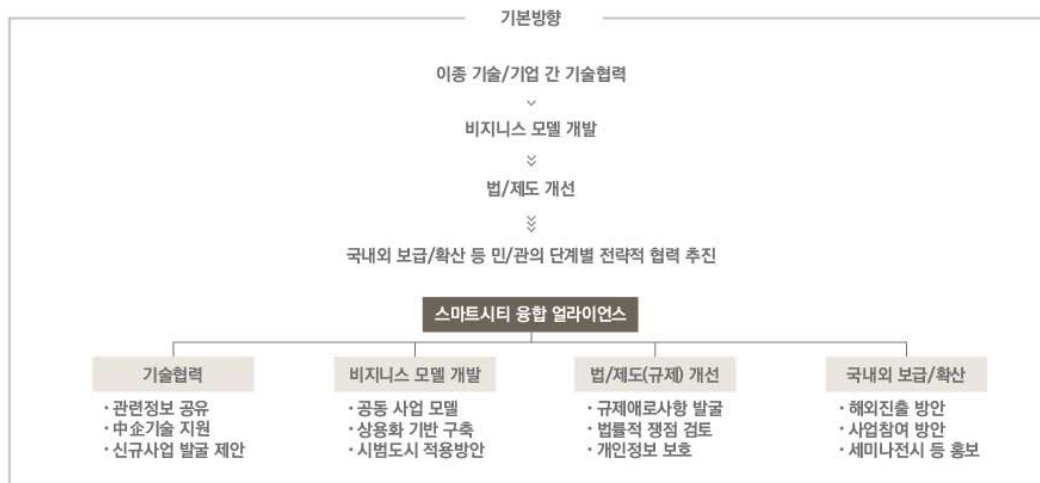 기본방향
이종 기술/기업 간 기술협력
비지니스 모델 개발
법/제도 개선
국내외 보급/확산 등 민/관의 단계별 전략적 협력 추진
스마트시티 융합 얼라이언스
기술협력
· 관련정보 공유
· 中企기술 지원
· 신규사업 발굴 제안
비지니스 모델 개발
· 공동 사업 모델
· 상용화 기반 구축
· 시범도시 적용방안
법/제도(규제) 개선
· 규제애로사항 발굴
· 법률적 쟁점 검토
· 개인정보 보호
국내외 보급/확산
· 해외진출 방안
· 사업참여 방안
· 세미나전시 등 홍보